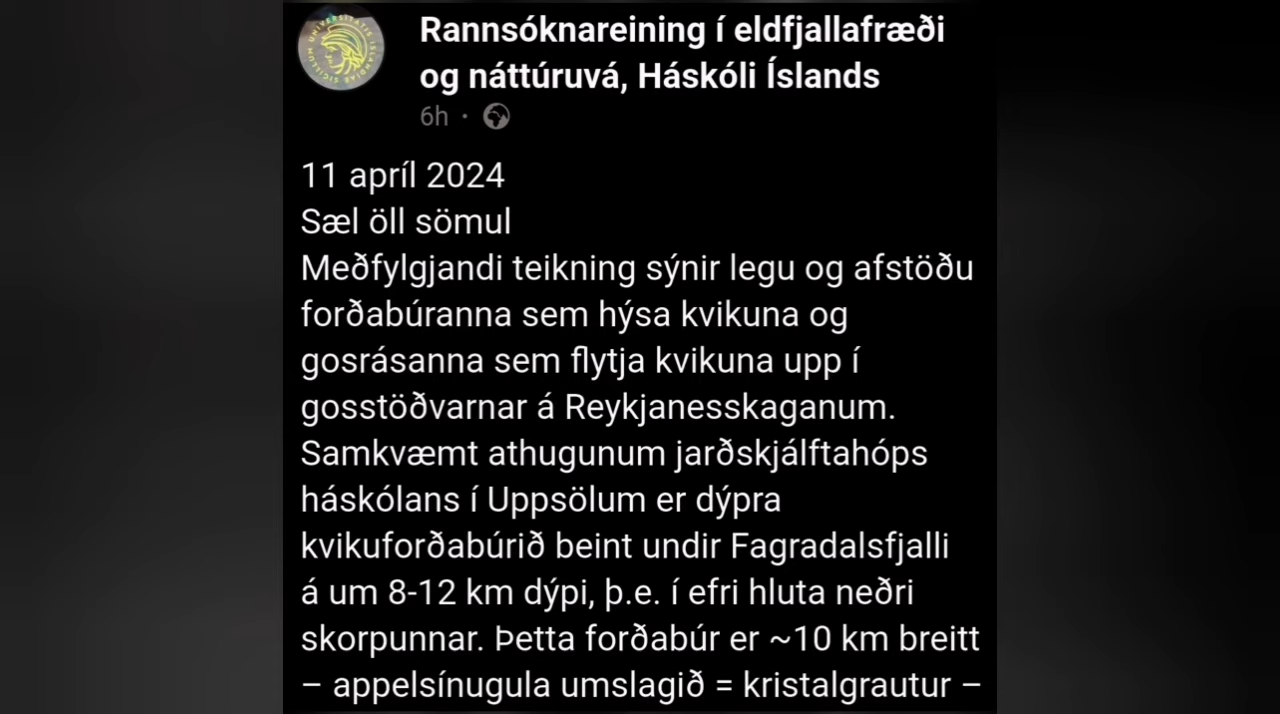 Rannsóknareining í eldfjallafræði
og náttúruvá, Háskóli Íslands
6h ·
11 apríl 2024
Sæl öll sömul
Meðfylgjandi teikning sýnir legu og afstöðu
forðabúranna sem hýsa kvikuna og
gosrásanna sem flytja kvikuna upp í
gosstöðvarnar á Reykjanesskaganum.
Samkvæmt athugunum jarðskjálftahóps
háskólans í Uppsölum er dýpra
kvikuforðabúrið beint undir Fagradalsfjalli
á um 8-12 km dýpi, þ.e. í efri hluta neðri
skorpunnar. Þetta forðabúr er ~10 km breitt
– appelsínugula umslagið = kristalgrautur –